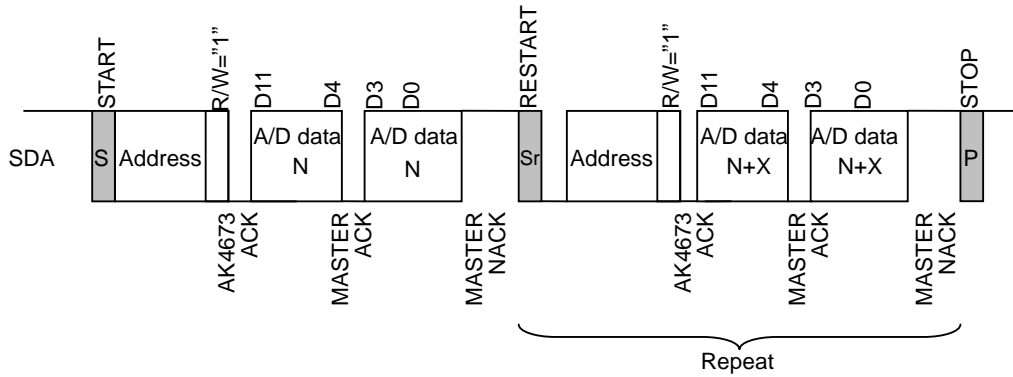 START
R/W=”1”
D11
D4
D3
D0
RESTART
R/W=”1”
D11
D4
D3
D0
STOP
SDA
S
Address
A/D data
N
A/D data
N
Sr
Address
A/D data
N+X
A/D data
N+X
P
AK4673
ACK
MASTER
ACK
MASTER
NACK
AK4673
ACK
MASTER
ACK
MASTER
NACK
Repeat